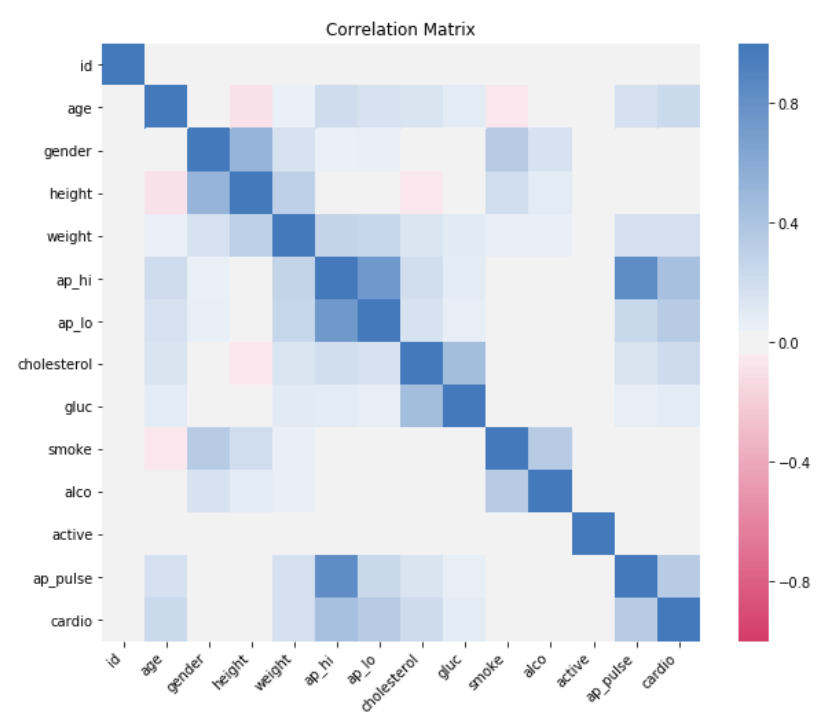 Correlation Matrix
id
age
gender
height
weight
ap_hi
ap_lo
cholesterol
gluc
smoke
alco
active
ap_pulse
cardio
0.8
0.4
0.0
−0.4
−0.8
id
age
gender
height
weight
ap_hi
ap_lo
cholesterol
gluc
smoke
alco
active
ap_pulse
cardio